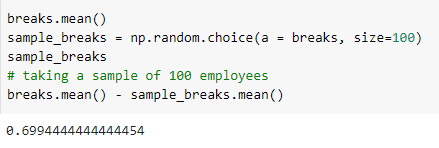 breaks.mean()
sample_breaks = np.random.choice(a = breaks, size=100)
sample_breaks
# taking a sample of 100 employees
breaks.mean() - sample_breaks.mean()
0.6994444444444454